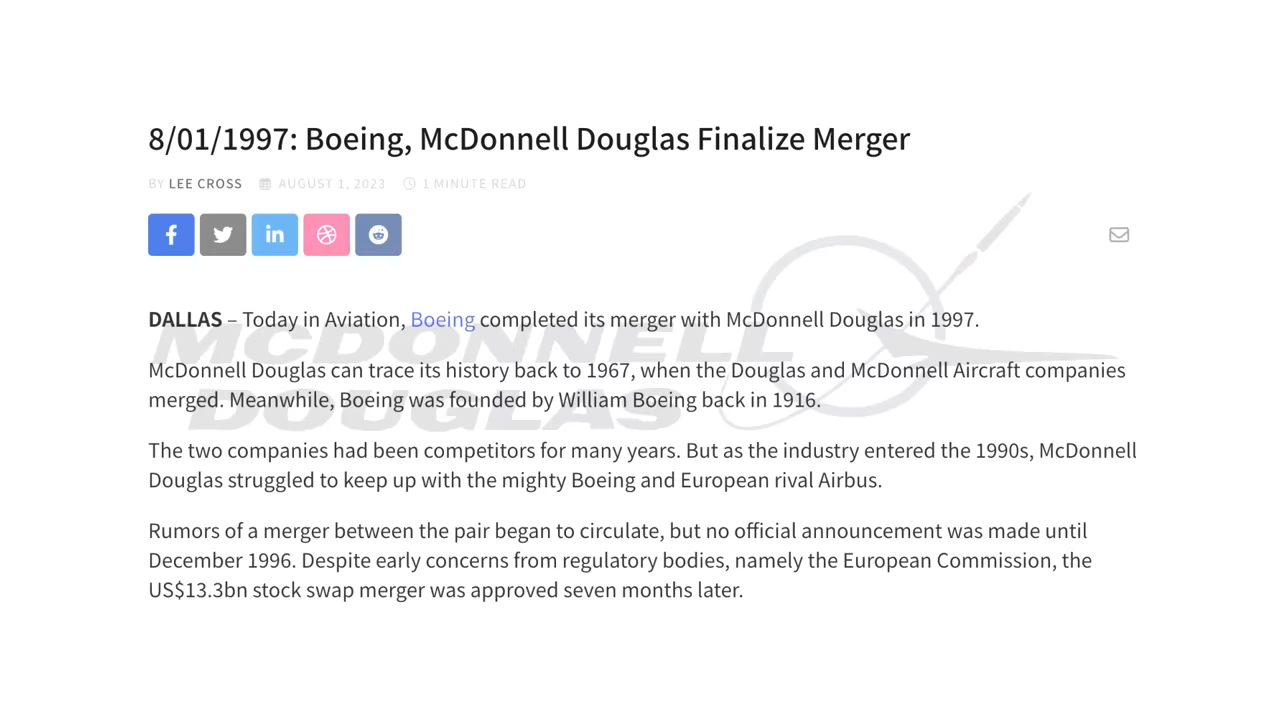 8/01/1997: Boeing, McDonnell Douglas Finalize Merger
BY LEE CROSS AUGUST 1, 2023 1 MINUTE READ
DALLAS – Today in Aviation, Boeing completed its merger with McDonnell Douglas in 1997.
McDonnell Douglas can trace its history back to 1967, when the Douglas and McDonnell Aircraft companies
merged. Meanwhile, Boeing was founded by William Boeing back in 1916.
The two companies had been competitors for many years. But as the industry entered the 1990s, McDonnell
Douglas struggled to keep up with the mighty Boeing and European rival Airbus.
Rumors of a merger between the pair began to circulate, but no official announcement was made until
December 1996. Despite early concerns from regulatory bodies, namely the European Commission, the
US$13.3bn stock swap merger was approved seven months later.
MCDONNELL
DOUGLAS